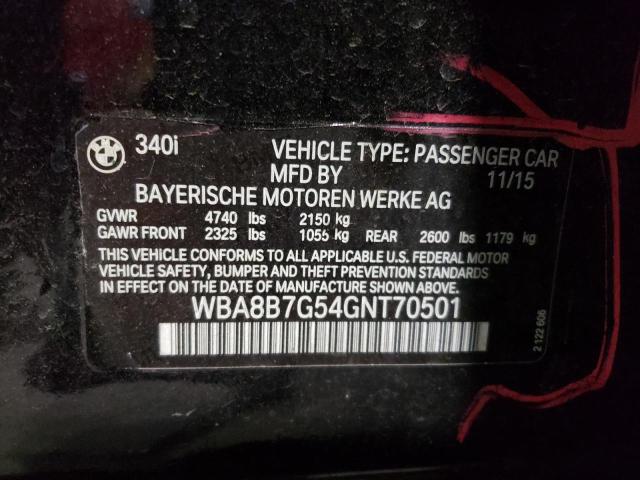 BMW 340i VEHICLE TYPE: PASSENGER CAR
MFD BY 11/15
BAYERISCHE MOTOREN WERKE AG
GVWR 4740 lbs 2150 kg
GAWR FRONT 2325 lbs 1056 kg REAR 2600 lbs 1179 kg
THIS VEHICLE CONFORMS TO ALL APPLICABLE U.S. FEDERAL MOTOR
VEHICLE SAFETY, BUMPER AND THEFT PREVENTION STANDARDS
IN EFFECT ON THE DATE OF MANUFACTURE SHOWN ABOVE.
WBA8B7G54GNT70501
2 122 606